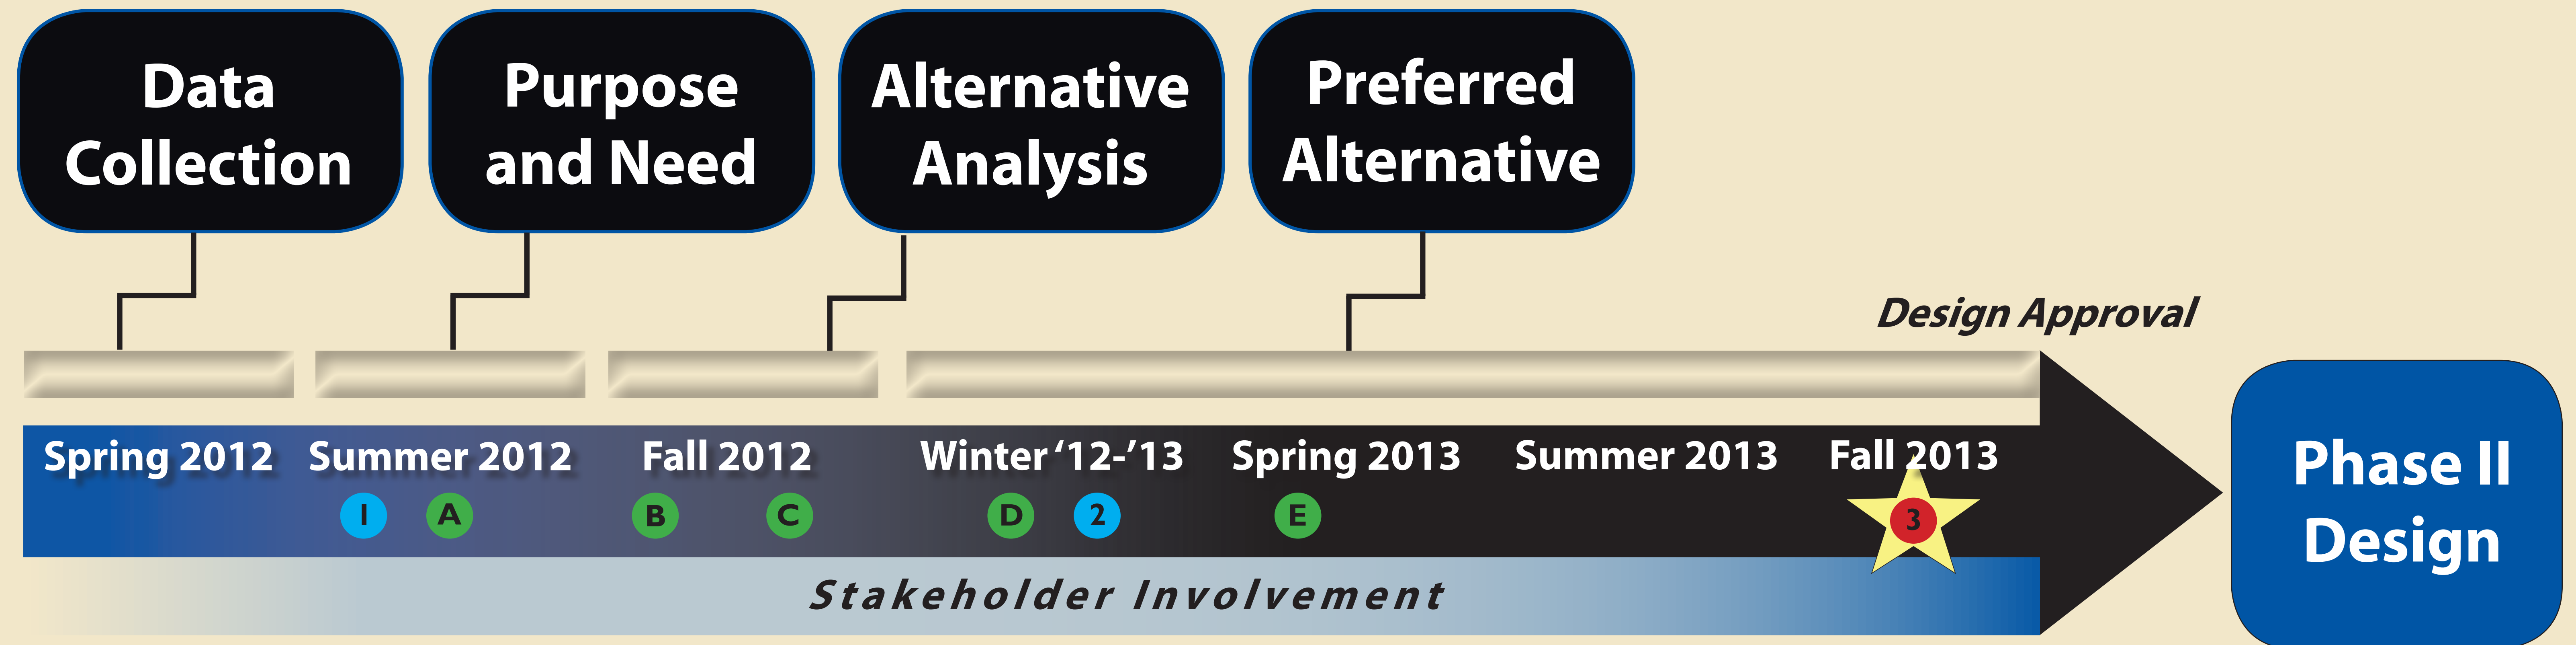 Data
Collection
Purpose
and Need
Alternative
Analysis
Preferred
Alternative
Design Approval
Spring 2012
Summer 2012
Fall 2012
Winter ‘12-’13
Spring 2013
Summer 2013
Fall 2013
1
A
B
C
D
2
E
3
Stakeholder Involvement
Phase II
Design